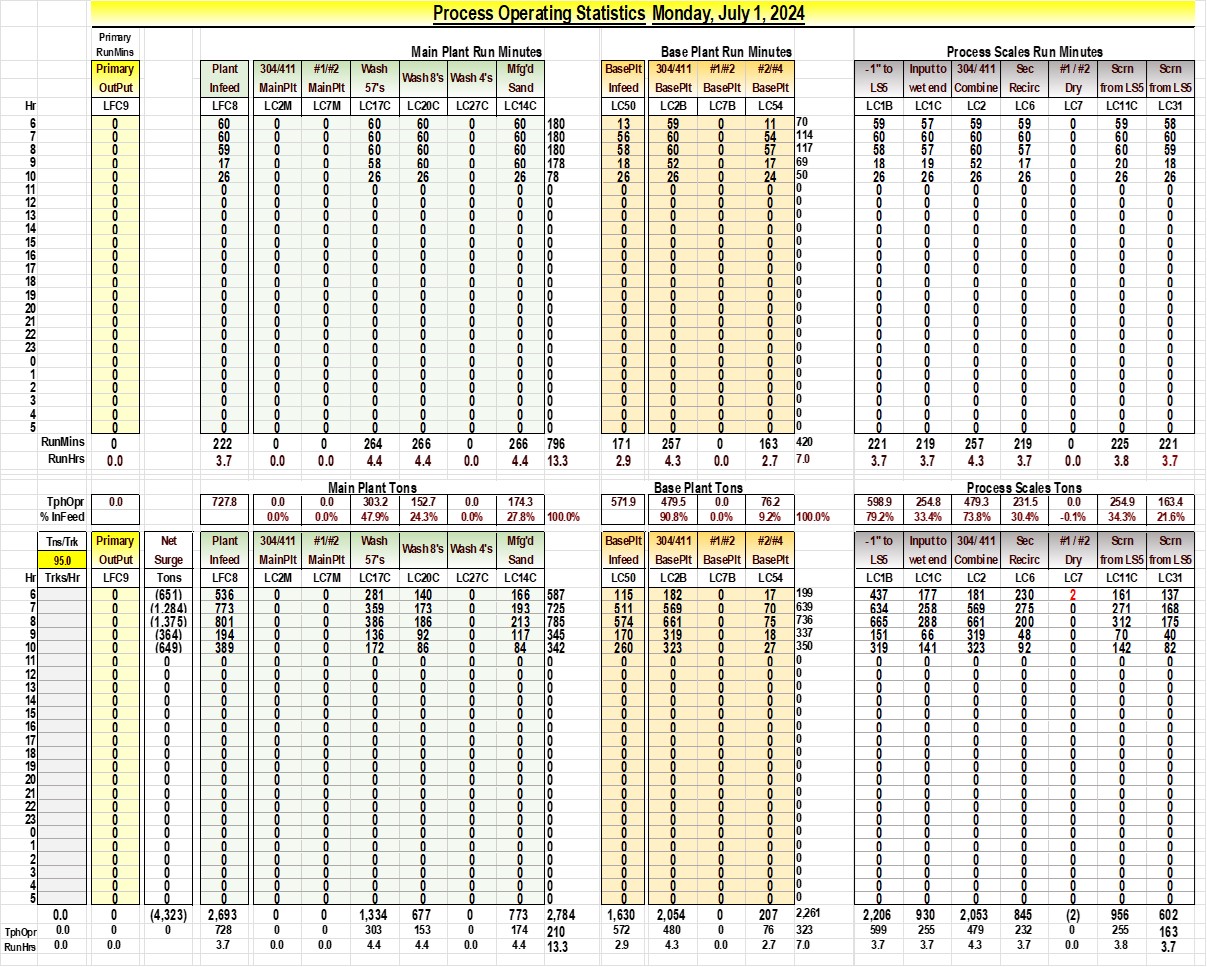 Process Operating Statistics Monday, July 1, 2024
Primary
RunMins Main Plant Run Minutes Base Plant Run Minutes Process Scales Run Minutes
Primary Plant 304/411 #1/#2 Wash Wash 8's Wash 4's Mfg'd BasePlt 304/411 #1/#2 #2/#4 -1" to Input to 304/ 411 Sec #1 / #2 Scrn Scrn
OutPut Infeed MainPlt MainPlt 57's Sand Infeed BasePlt BasePlt BasePlt LS5 wet end Combine Recirc Dry from LS5 from LS5
Hr LFC9 LFC8 LC2M LC7M LC17C LC20C LC27C LC14C LC50 LC2B LC7B LC54 LC1B LC1C LC2 LC6 LC7 LC11C LC31
6 0 60 0 0 60 60 0 60 180 13 59 0 11 70 59 57 59 59 0 59 58
7 0 60 0 0 60 60 0 60 180 56 60 0 54 114 60 60 60 60 0 60 60
8 0 59 0 0 60 60 0 60 180 58 60 0 57 117 58 57 60 57 0 60 59
9 0 17 0 0 58 60 0 60 178 18 52 0 17 69 18 19 52 17 0 20 18
10 0 26 0 0 26 26 0 26 78 26 26 0 24 50 26 26 26 26 0 26 26
11 0 0 0 0 0 0 0 0 0 0 0 0 0 0 0 0 0 0 0 0 0
12 0 0 0 0 0 0 0 0 0 0 0 0 0 0 0 0 0 0 0 0 0
13 0 0 0 0 0 0 0 0 0 0 0 0 0 0 0 0 0 0 0 0 0
14 0 0 0 0 0 0 0 0 0 0 0 0 0 0 0 0 0 0 0 0 0
15 0 0 0 0 0 0 0 0 0 0 0 0 0 0 0 0 0 0 0 0 0
16 0 0 0 0 0 0 0 0 0 0 0 0 0 0 0 0 0 0 0 0 0
17 0 0 0 0 0 0 0 0 0 0 0 0 0 0 0 0 0 0 0 0 0
18 0 0 0 0 0 0 0 0 0 0 0 0 0 0 0 0 0 0 0 0 0
19 0 0 0 0 0 0 0 0 0 0 0 0 0 0 0 0 0 0 0 0 0
20 0 0 0 0 0 0 0 0 0 0 0 0 0 0 0 0 0 0 0 0 0
21 0 0 0 0 0 0 0 0 0 0 0 0 0 0 0 0 0 0 0 0 0
22 0 0 0 0 0 0 0 0 0 0 0 0 0 0 0 0 0 0 0 0 0
23 0 0 0 0 0 0 0 0 0 0 0 0 0 0 0 0 0 0 0 0 0
0 0 0 0 0 0 0 0 0 0 0 0 0 0 0 0 0 0 0 0 0 0
1 0 0 0 0 0 0 0 0 0 0 0 0 0 0 0 0 0 0 0 0 0
2 0 0 0 0 0 0 0 0 0 0 0 0 0 0 0 0 0 0 0 0 0
3 0 0 0 0 0 0 0 0 0 0 0 0 0 0 0 0 0 0 0 0 0
4 0 0 0 0 0 0 0 0 0 0 0 0 0 0 0 0 0 0 0 0 0
5 0 0 0 0 0 0 0 0 0 0 0 0 0 0 0 0 0 0 0 0 0
RunMins 0 222 0 0 264 266 0 266 796 171 257 0 163 420 221 219 257 219 0 225 221
RunHrs 0.0 3.7 0.0 0.0 4.4 4.4 0.0 4.4 13.3 2.9 4.3 0.0 2.7 7.0 3.7 3.7 4.3 3.7 0.0 3.8 3.7
Main Plant Tons Base Plant Tons Process Scales Tons
TphOpr 0.0 727.8 0.0 0.0 303.2 152.7 0.0 174.3 571.9 479.5 0.0 76.2 598.9 254.8 479.3 231.5 0.0 254.9 163.4
% InFeed 0.0% 0.0% 47.9% 24.3% 0.0% 27.8% 100.0% 90.8% 0.0% 9.2% 100.0% 79.2% 33.4% 73.8% 30.4% -0.1% 34.3% 21.6%
Tns/Trk Primary Net Plant 304/411 #1/#2 Wash Wash 8's Wash 4's Mfg'd BasePlt 304/411 #1/#2 #2/#4 -1" to Input to 304/ 411 Sec #1 / #2 Scrn Scrn
95.0 OutPut Surge Infeed MainPlt MainPlt 57's Sand Infeed BasePlt BasePlt BasePlt LS5 wet end Combine Recirc Dry from LS5 from LS5
Hr Trks/Hr LFC9 Tons LFC8 LC2M LC7M LC17C LC20C LC27C LC14C LC50 LC2B LC7B LC54 LC1B LC1C LC2 LC6 LC7 LC11C LC31
6 0 (651) 536 0 0 281 140 0 166 587 115 182 0 17 199 437 177 181 230 2 161 137
7 0 (1,284) 773 0 0 359 173 0 193 725 511 569 0 70 639 634 258 569 275 0 271 168
8 0 (1,375) 801 0 0 386 186 0 213 785 574 661 0 75 736 665 288 661 200 0 312 175
9 0 (364) 194 0 0 136 92 0 117 345 170 319 0 18 337 151 66 319 48 0 70 40
10 0 (649) 389 0 0 172 86 0 84 342 260 323 0 27 350 319 141 323 92 0 142 82
11 0 0 0 0 0 0 0 0 0 0 0 0 0 0 0 0 0 0 0 0 0 0
12 0 0 0 0 0 0 0 0 0 0 0 0 0 0 0 0 0 0 0 0 0 0
13 0 0 0 0 0 0 0 0 0 0 0 0 0 0 0 0 0 0 0 0 0 0
14 0 0 0 0 0 0 0 0 0 0 0 0 0 0 0 0 0 0 0 0 0 0
15 0 0 0 0 0 0 0 0 0 0 0 0 0 0 0 0 0 0 0 0 0 0
16 0 0 0 0 0 0 0 0 0 0 0 0 0 0 0 0 0 0 0 0 0 0
17 0 0 0 0 0 0 0 0 0 0 0 0 0 0 0 0 0 0 0 0 0 0
18 0 0 0 0 0 0 0 0 0 0 0 0 0 0 0 0 0 0 0 0 0 0
19 0 0 0 0 0 0 0 0 0 0 0 0 0 0 0 0 0 0 0 0 0 0
20 0 0 0 0 0 0 0 0 0 0 0 0 0 0 0 0 0 0 0 0 0 0
21 0 0 0 0 0 0 0 0 0 0 0 0 0 0 0 0 0 0 0 0 0 0
22 0 0 0 0 0 0 0 0 0 0 0 0 0 0 0 0 0 0 0 0 0 0
23 0 0 0 0 0 0 0 0 0 0 0 0 0 0 0 0 0 0 0 0 0 0
0 0 0 0 0 0 0 0 0 0 0 0 0 0 0 0 0 0 0 0 0 0 0
1 0 0 0 0 0 0 0 0 0 0 0 0 0 0 0 0 0 0 0 0 0 0
2 0 0 0 0 0 0 0 0 0 0 0 0 0 0 0 0 0 0 0 0 0 0
3 0 0 0 0 0 0 0 0 0 0 0 0 0 0 0 0 0 0 0 0 0 0
4 0 0 0 0 0 0 0 0 0 0 0 0 0 0 0 0 0 0 0 0 0 0
5 0 0 0 0 0 0 0 0 0 0 0 0 0 0 0 0 0 0 0 0 0 0
0.0 0 (4,323) 2,693 0 0 1,334 677 0 773 2,784 1,630 2,054 0 207 2,261 2,206 930 2,053 845 (2) 956 602
TphOpr 0.0 0 0 728 0 0 303 153 0 174 210 572 480 0 76 323 599 255 479 232 0 255 163
RunHrs 0.0 0.0 3.7 0.0 0.0 4.4 4.4 0.0 4.4 13.3 2.9 4.3 0.0 2.7 7.0 3.7 3.7 4.3 3.7 0.0 3.8 3.7